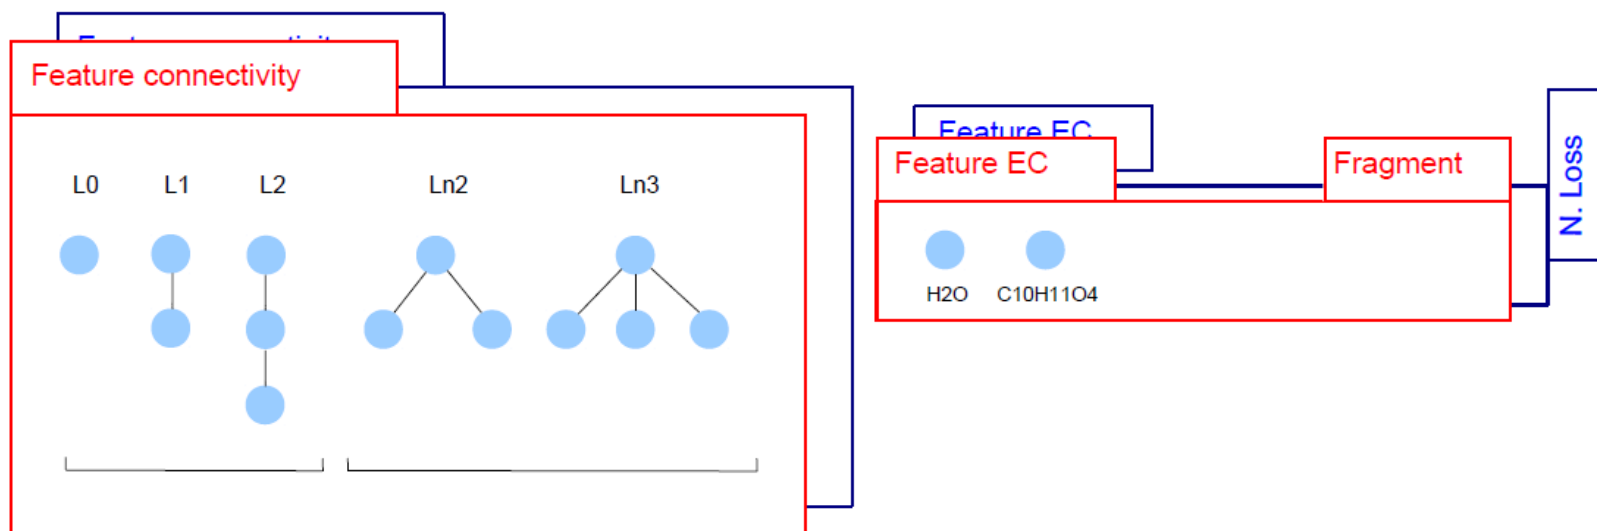 Feature connectivity
L0 L1 L2 Ln2 Ln3
Feature EC
Feature EC
Fragment
H2O C10H11O4
N. Loss